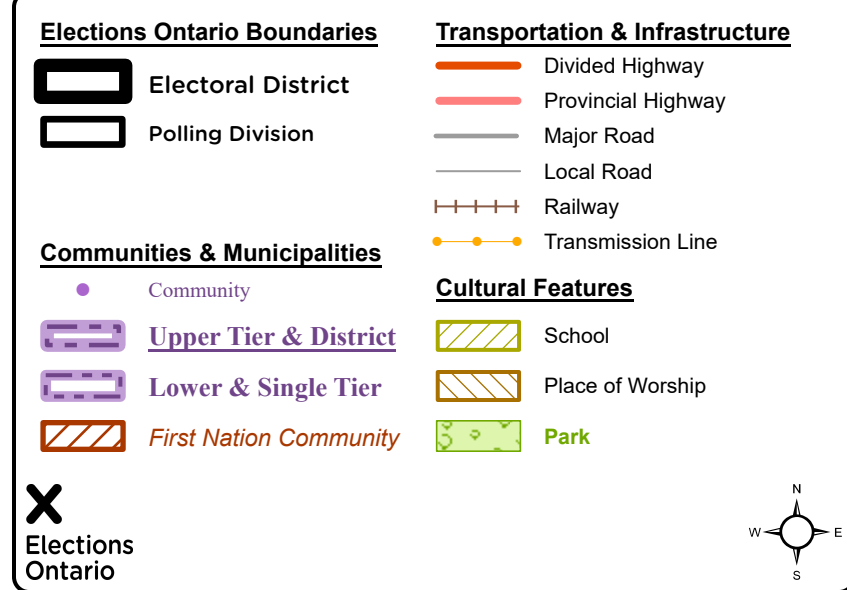 Elections Ontario Boundaries
Electoral District
Polling Division
Communities & Municipalities
Community
Upper Tier & District
Lower & Single Tier
First Nation Community
Transportation & Infrastructure
Divided Highway
Provincial Highway
Major Road
Local Road
Railway
Transmission Line
Cultural Features
School
Place of Worship
Park
Elections
Ontario
N
W
E
S